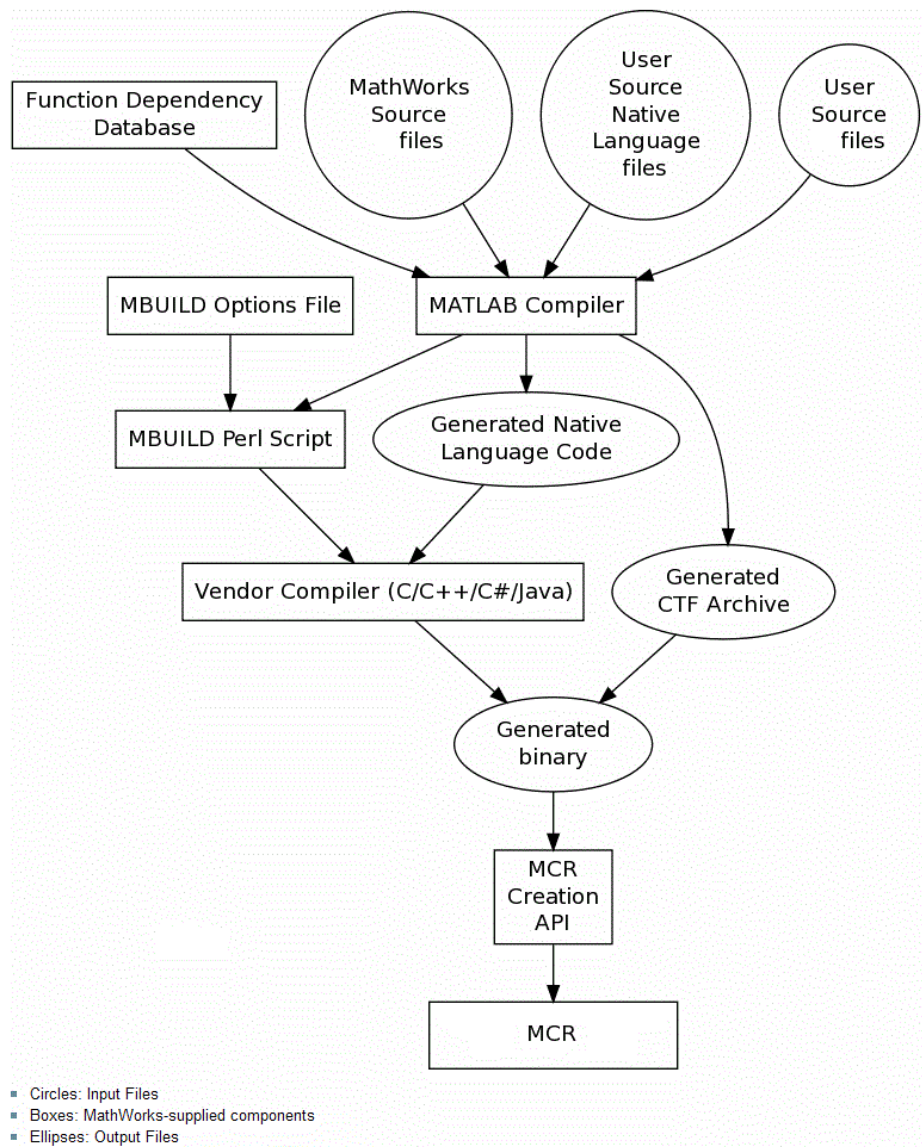 Function Dependency
Database
MathWorks
Source
files
User
Source
Native
Language
files
User
Source
files
MBUILD Options File
MATLAB Compiler
MBUILD Perl Script
Generated Native
Language Code
Vendor Compiler (C/C++/C#/Java)
Generated
CTF Archive
Generated
binary
MCR
Creation
API
MCR
Circles: Input Files
Boxes: MathWorks-supplied components
Ellipses: Output Files